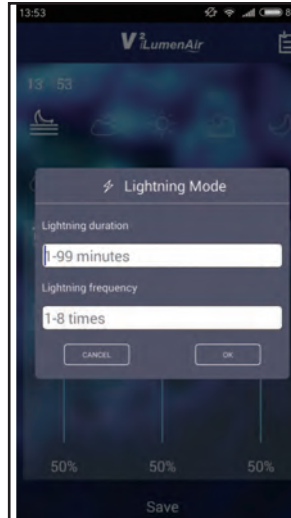 13:53
V² iLumenAir
13 53
Lightning Mode
Lightning duration
1-99 minutes
Lightning frequency
1-8 times
CANCEL OK
50% 50% 50%
Save